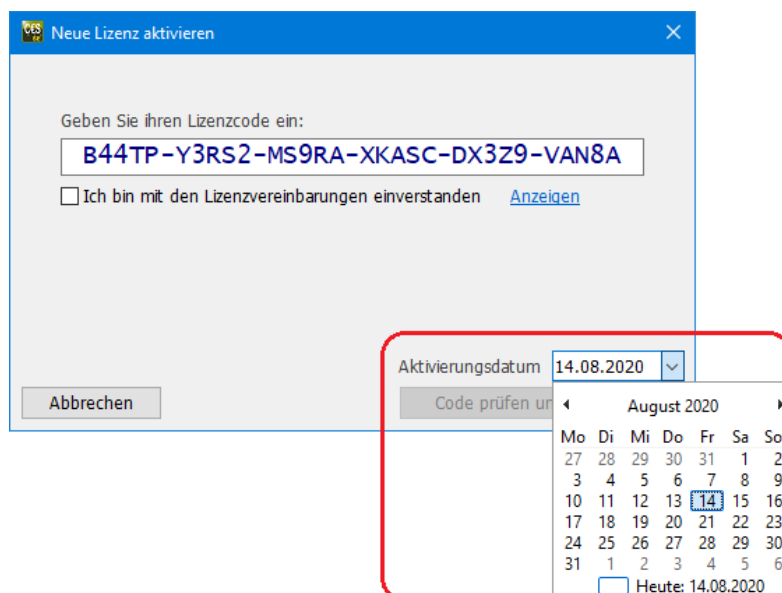 Neue Lizenz aktivieren
Geben Sie ihren Lizenzcode ein:
B44TP-Y3RS2-MS9RA-XKASC-DX3Z9-VAN8A
Ich bin mit den Lizenzvereinbarungen einverstanden Anzeigen
Aktivierungsdatum 14.08.2020
Abbrechen Code prüfen
August 2020
Mo Di Mi Do Fr Sa So
27 28 29 30 31 1 2
3 4 5 6 7 8 9
10 11 12 13 14 15 16
17 18 19 20 21 22 23
24 25 26 27 28 29 30
31 1 2 3 4 5 6
Heute: 14.08.2020